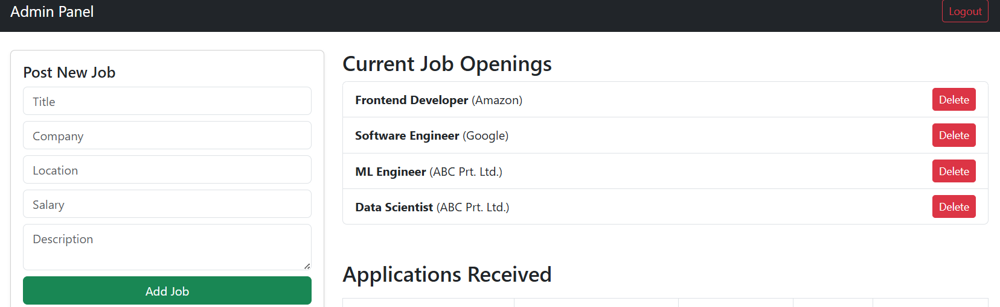 Admin Panel
Logout
Post New Job
Title
Company
Location
Salary
Description
Add Job
Current Job Openings
Frontend Developer (Amazon)
Delete
Software Engineer (Google)
Delete
ML Engineer (ABC Prt. Ltd.)
Delete
Data Scientist (ABC Prt. Ltd.)
Delete
Applications Received